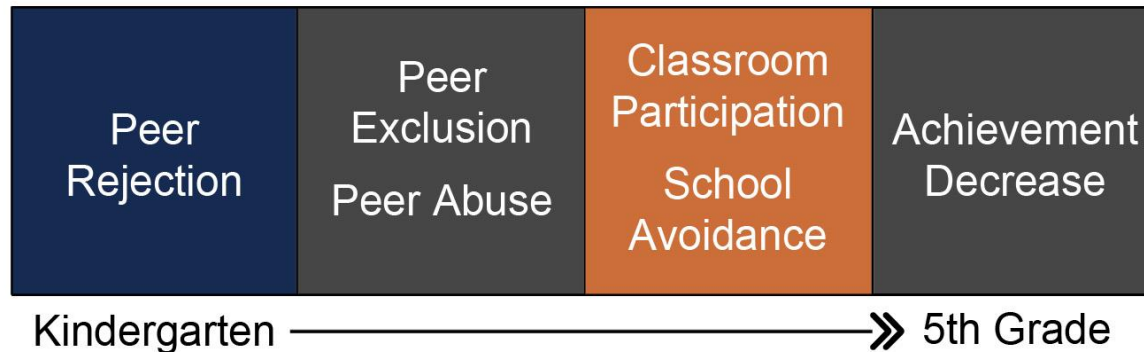 Peer
Rejection
Peer
Exclusion
Peer Abuse
Classroom
Participation
School
Avoidance
Achievement
Decrease
Kindergarten
5th Grade